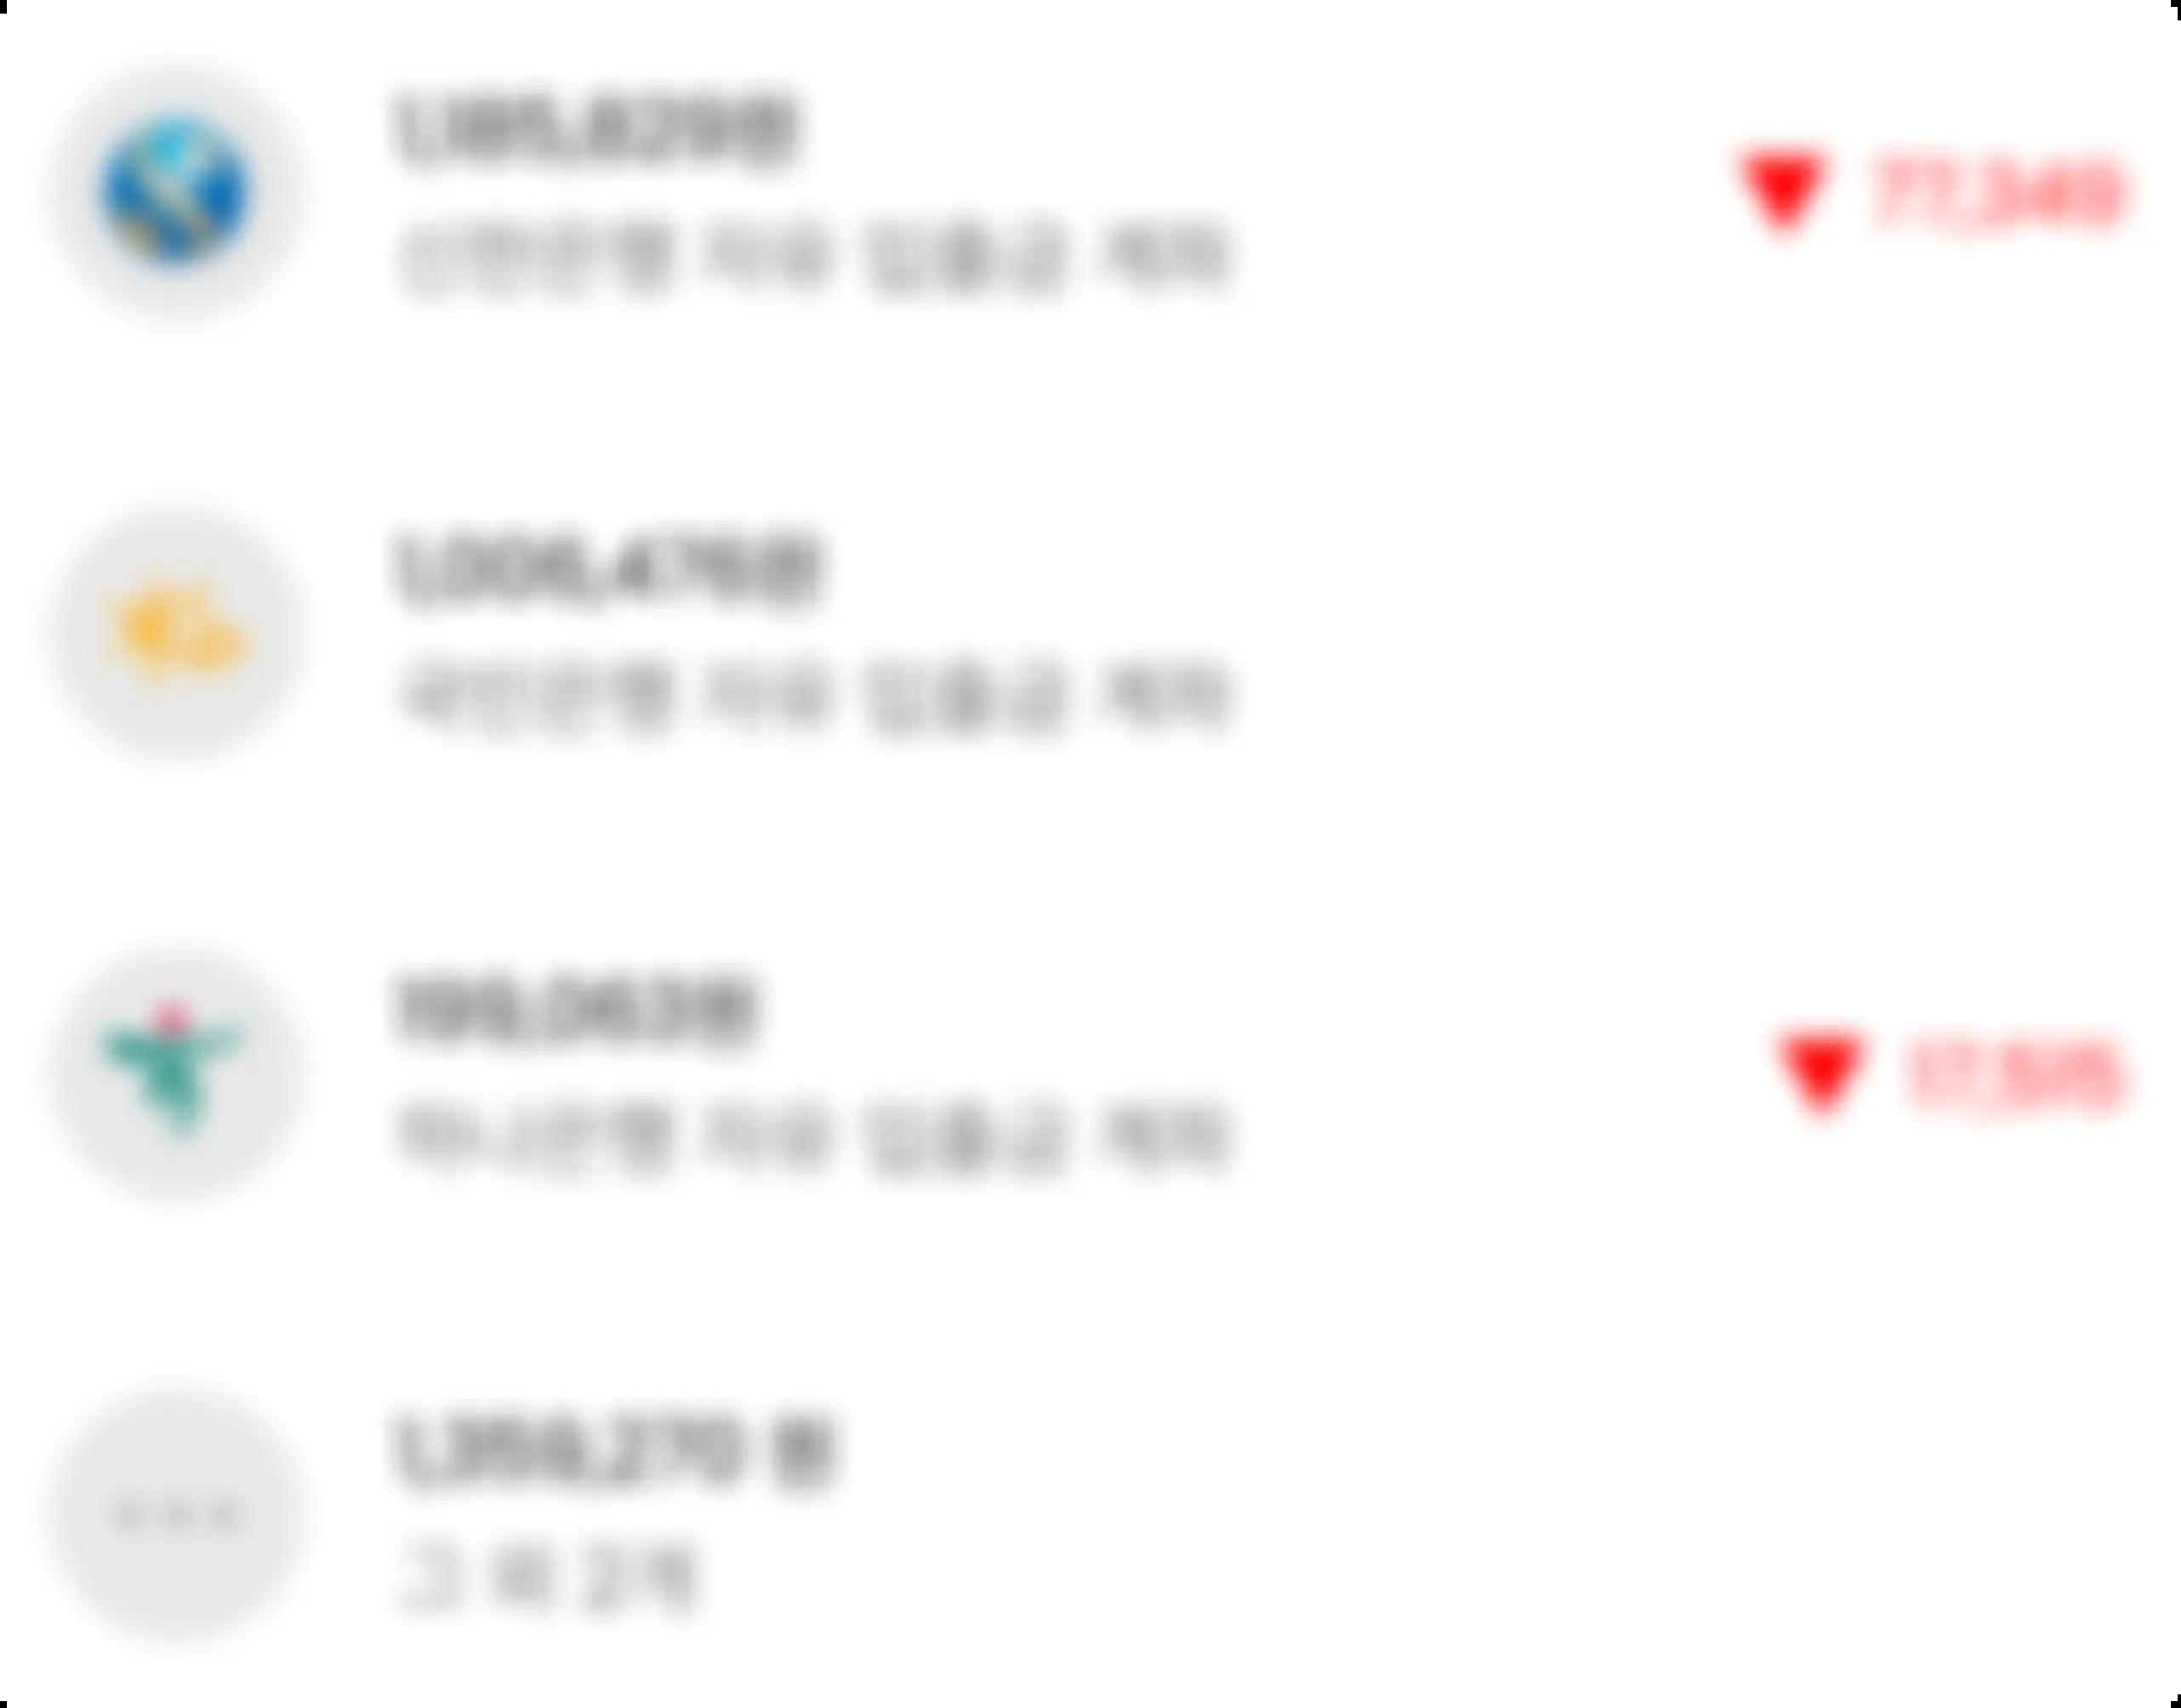 1,185,829원
신한은행 자유 입출금 계좌
▼ 77,349
1,006,476원
국민은행 자유 입출금 계좌
199,063원
하나은행 자유 입출금 계좌
▼ 17,515
1,359,270 원
그 외 2개